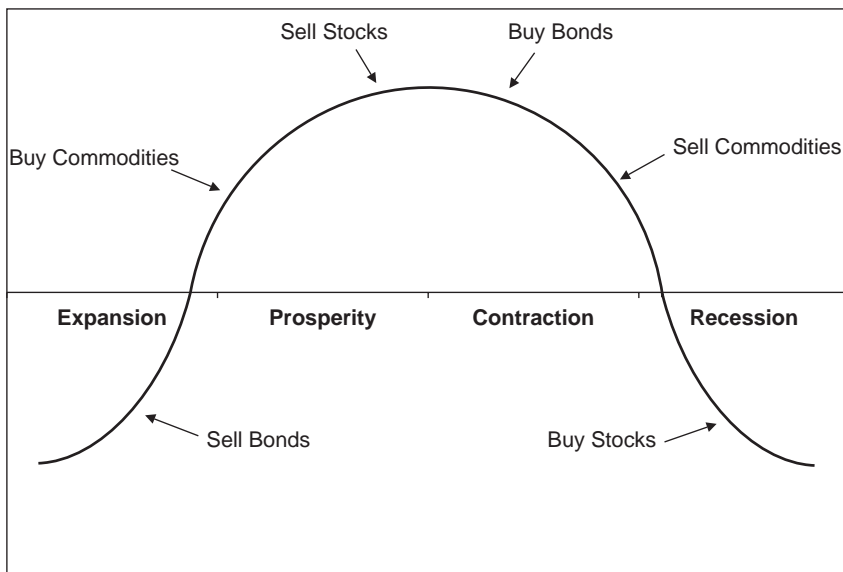 Sell Stocks
Buy Bonds
Buy Commodities
Sell Commodities
Expansion
Prosperity
Contraction
Recession
Sell Bonds
Buy Stocks